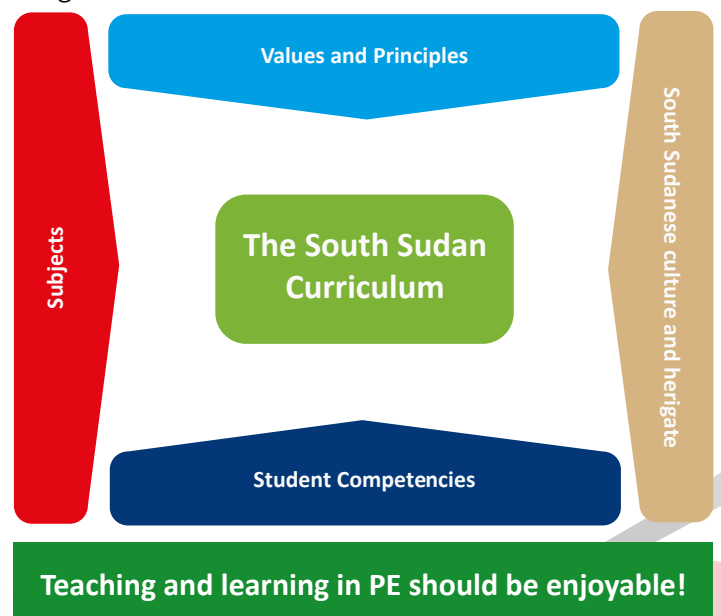 Values and Principles
Subjects
The South Sudan
Curriculum
South Sudanese culture and herigate
Student Competencies
Teaching and learning in PE should be enjoyable!